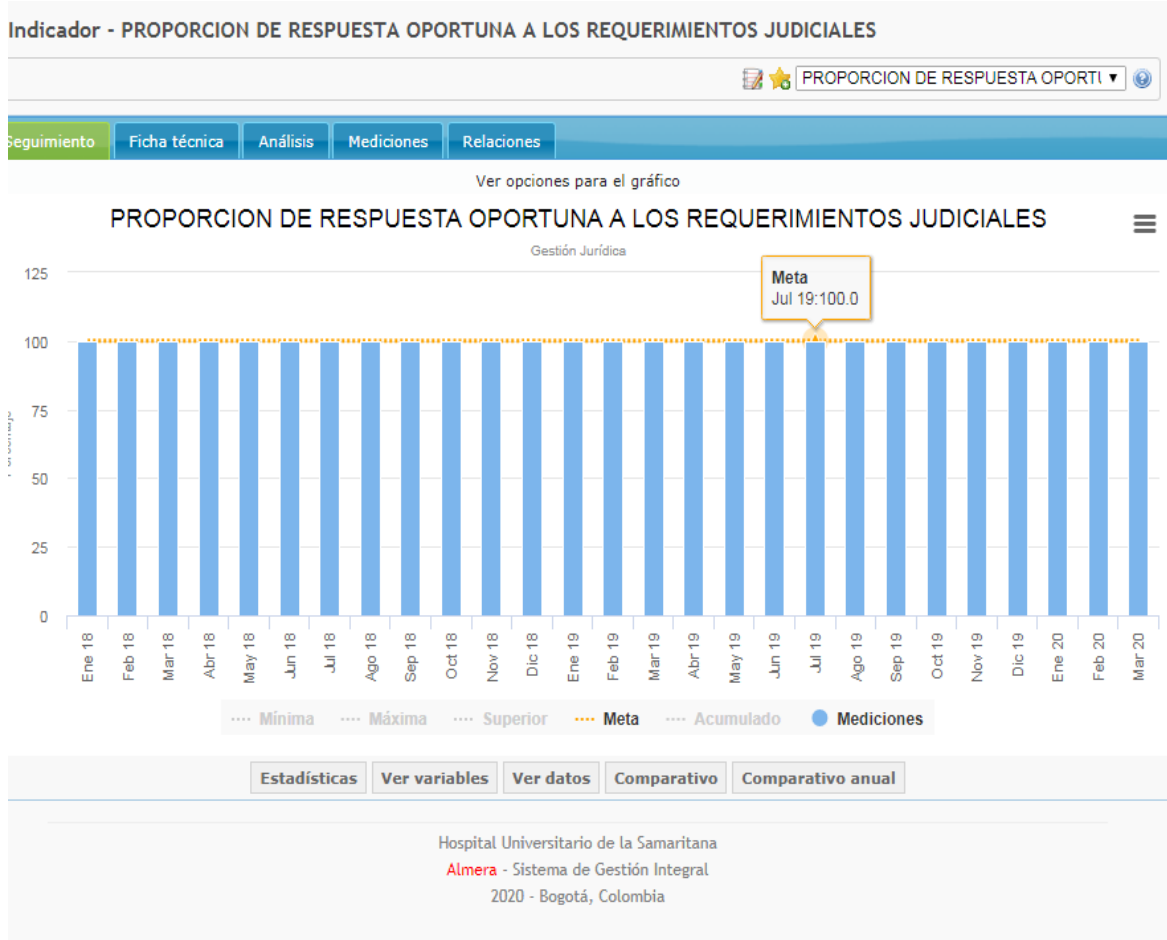 Indicador - PROPORCION DE RESPUESTA OPORTUNA A LOS REQUERIMIENTOS JUDICIALES
PROPORCION DE RESPUESTA OPORTU
Seguimiento Ficha técnica Análisis Mediciones Relaciones
Ver opciones para el gráfico
PROPORCION DE RESPUESTA OPORTUNA A LOS REQUERIMIENTOS JUDICIALES
Gestión Jurídica
Meta
Jul 19:100.0
125
100
75
50
25
0
Ene 18 Feb 18 Mar 18 Abr 18 May 18 Jun 18 Jul 18 Ago 18 Sep 18 Oct 18 Nov 18 Dic 18 Ene 19 Feb 19 Mar 19 Abr 19 May 19 Jun 19 Jul 19 Ago 19 Sep 19 Oct 19 Nov 19 Dic 19 Ene 20 Feb 20 Mar 20
Mínima Máxima Superior Meta Acumulado Mediciones
Estadísticas Ver variables Ver datos Comparativo Comparativo anual
Hospital Universitario de la Samaritana
Almera - Sistema de Gestión Integral
2020 - Bogotá, Colombia